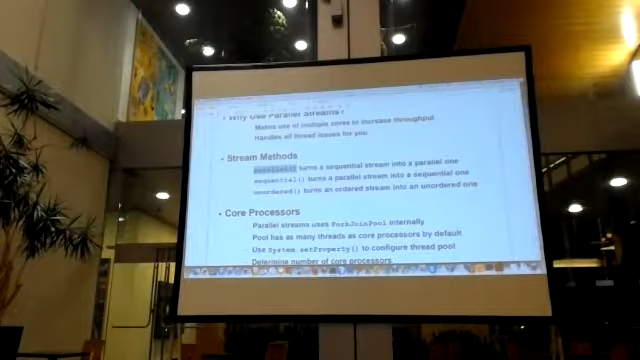 Why Use Parallel Streams?
Makes use of multiple cores to increase throughput
Handles all thread issues for you
Stream Methods
parallel() turns a sequential stream into a parallel one
sequential() turns a parallel stream into a sequential one
unordered() turns an ordered stream into an unordered one
Core Processors
Parallel streams uses ForkJoinPool internally
Pool has as many threads as core processors by default
Use System.setProperty() to configure thread pool
Determine number of core processors